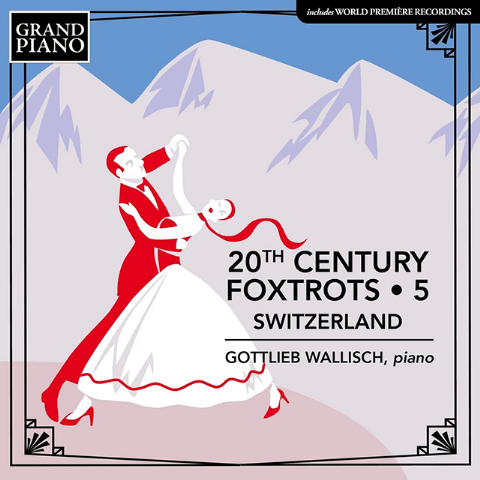 includes WORLD PREMIÈRE RECORDINGS
GRAND
PIANO
20TH CENTURY
FOXTROTS • 5
SWITZERLAND
GOTTLIEB WALLISCH, piano